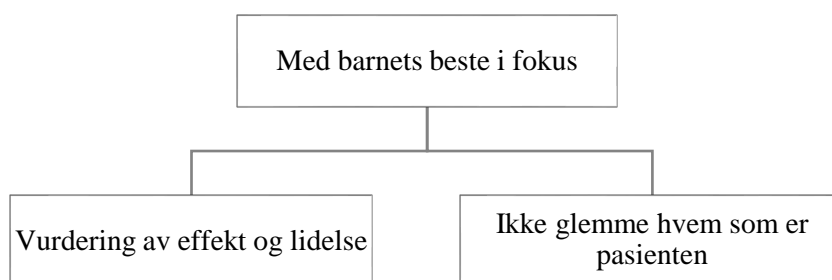 Med barnets beste i fokus
Vurdering av effekt og lidelse
Ikke glemme hvem som er
pasienten